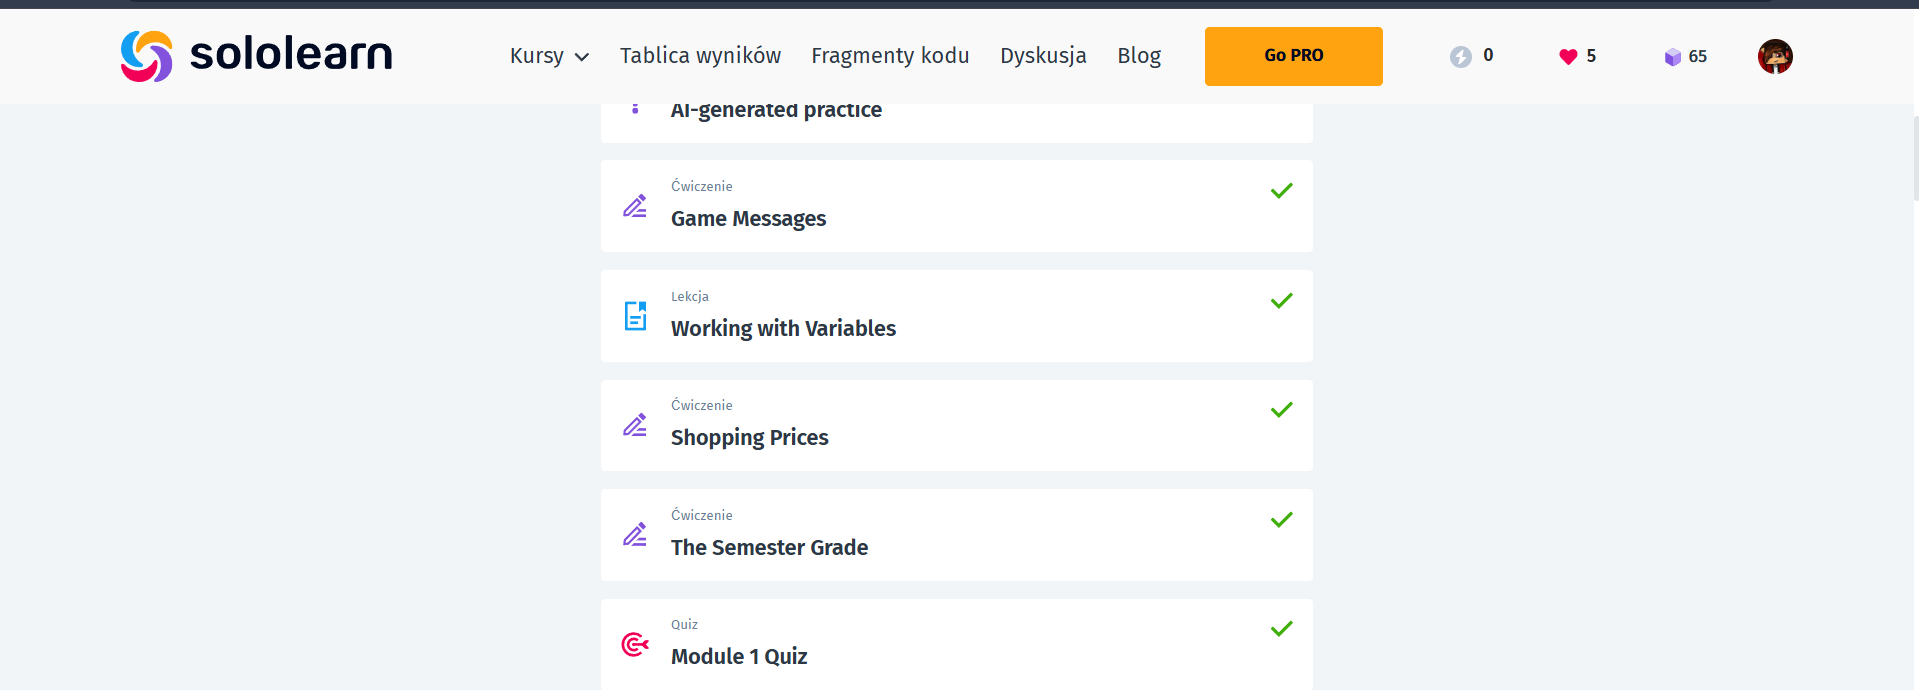 sololearn
Kursy
Tablica wyników
Fragmenty kodu
Dyskusja
Blog
Go PRO
0
5
65
AI-generated practice
Ćwiczenie
Game Messages
Lekcja
Working with Variables
Ćwiczenie
Shopping Prices
Ćwiczenie
The Semester Grade
Quiz
Module 1 Quiz